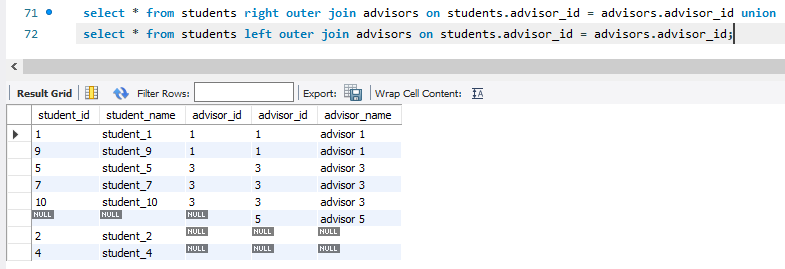 71 select * from students right outer join advisors on students.advisor_id = advisors.advisor_id union
72 select * from students left outer join advisors on students.advisor_id = advisors.advisor_id;
Result Grid Filter Rows: Export: Wrap Cell Content: IA
student_id student_name advisor_id advisor_id advisor_name
1 student_1 1 1 advisor 1
9 student_9 1 1 advisor 1
5 student_5 3 3 advisor 3
7 student_7 3 3 advisor 3
10 student_10 3 3 advisor 3
NULL NULL NULL 5 advisor 5
2 student_2 NULL NULL NULL
4 student_4 NULL NULL NULL